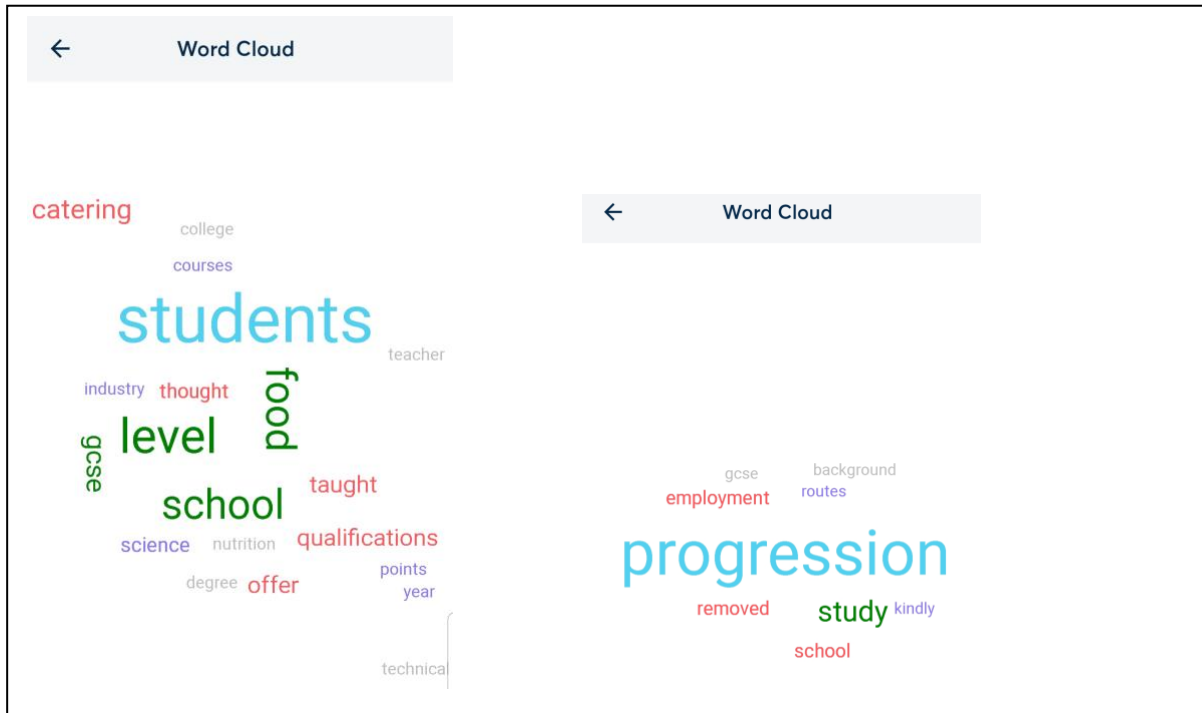 Word Cloud
catering
college
courses
students
teacher
industry thought
food
level
gcse
taught
school
science nutrition qualifications
degree offer
points
year
technical
Word Cloud
gcse background
employment routes
progression
removed study kindly
school